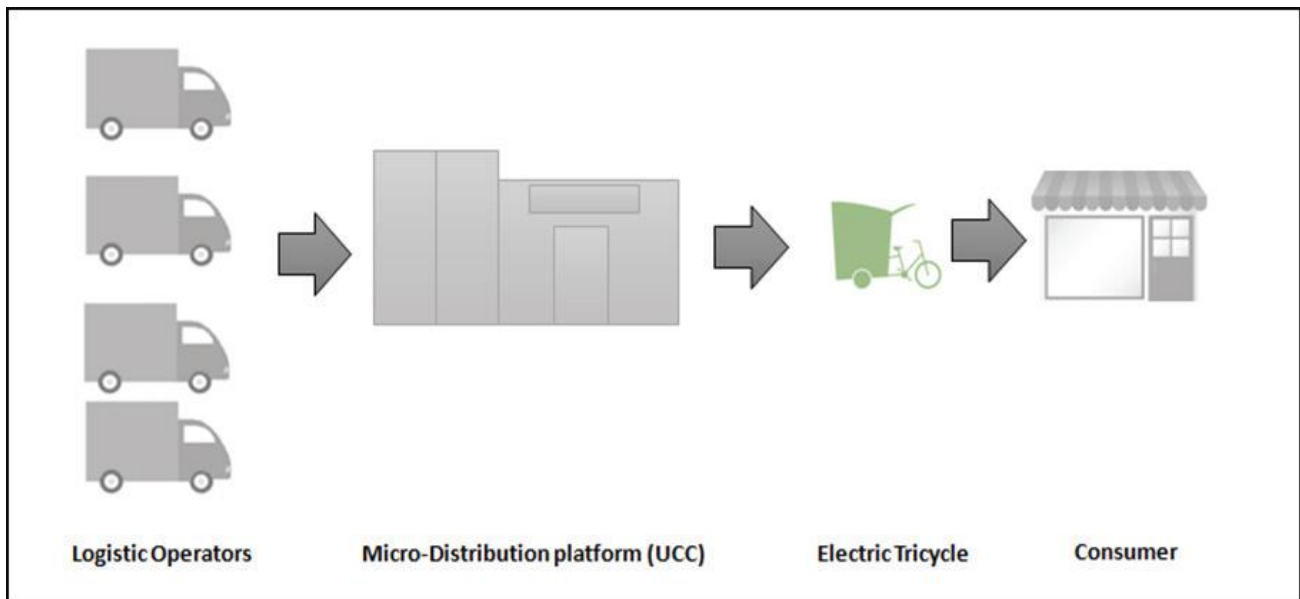 Logistic Operators
Micro-Distribution platform (UCC)
Electric Tricycle
Consumer